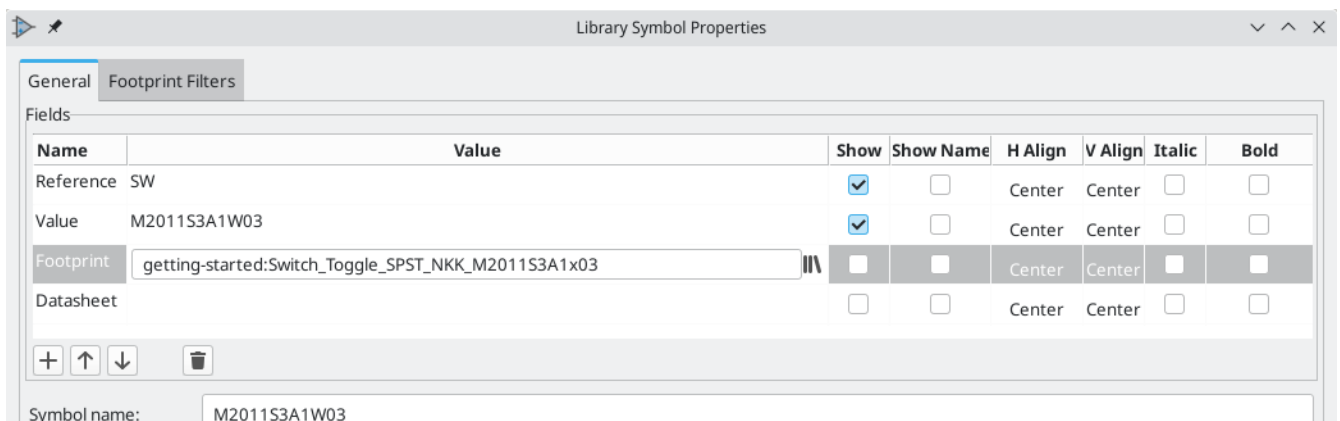 Library Symbol Properties
General Footprint Filters
Fields
Name Value Show Show Name H Align V Align Italic Bold
Reference SW Center Center
Value M2011S3A1W03 Center Center
Footprint getting-started:Switch_Toggle_SPST_NKK_M2011S3A1x03 Center Center
Datasheet Center Center
Symbol name: M2011S3A1W03